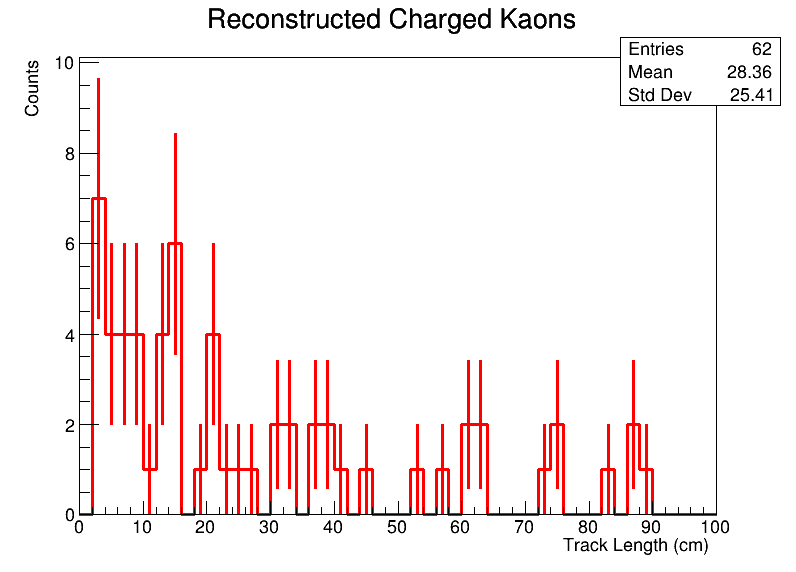 Reconstructed Charged Kaons
Entries 62
Mean 28.36
Std Dev 25.41
Counts
10
8
6
4
2
0
0 10 20 30 40 50 60 70 80 90 100
Track Length (cm)